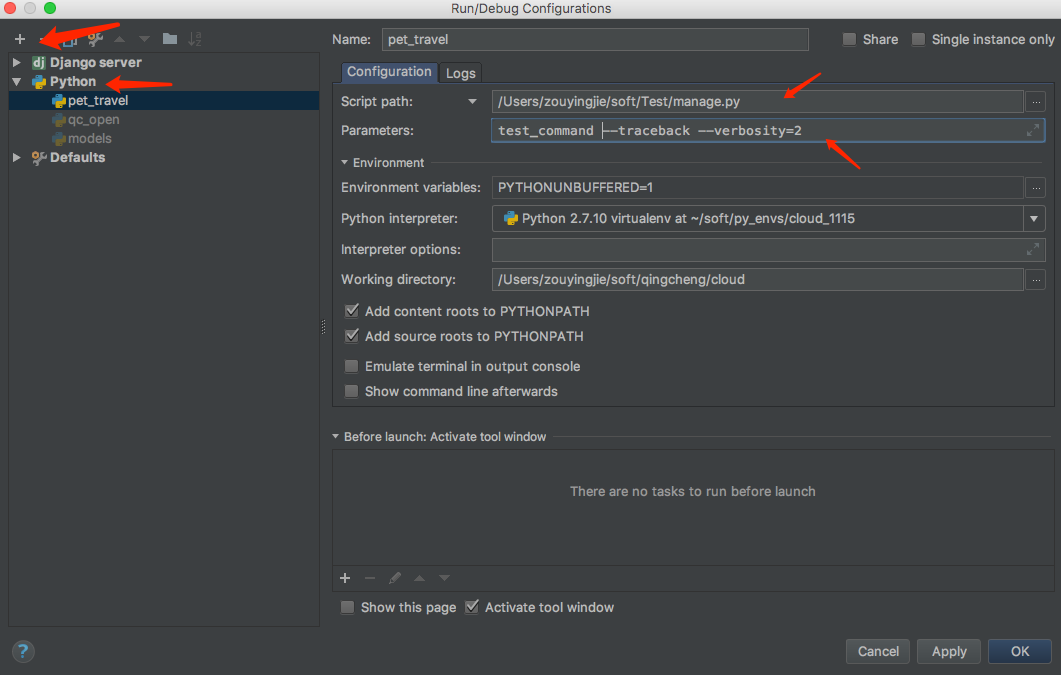 Run/Debug Configurations
Name: pet_travel Share Single instance only
dj Django server
Python
pet_travel
qc_open
models
Defaults
Configuration Logs
Script path: /Users/zouyingjie/soft/Test/manage.py ...
Parameters: test_command --traceback --verbosity=2
Environment
Environment variables: PYTHONUNBUFFERED=1 ...
Python interpreter: Python 2.7.10 virtualenv at ~/soft/py_envs/cloud_1115
Interpreter options:
Working directory: /Users/zouyingjie/soft/qingcheng/cloud ...
Add content roots to PYTHONPATH
Add source roots to PYTHONPATH
Emulate terminal in output console
Show command line afterwards
Before launch: Activate tool window
There are no tasks to run before launch
Show this page Activate tool window
? Cancel Apply OK